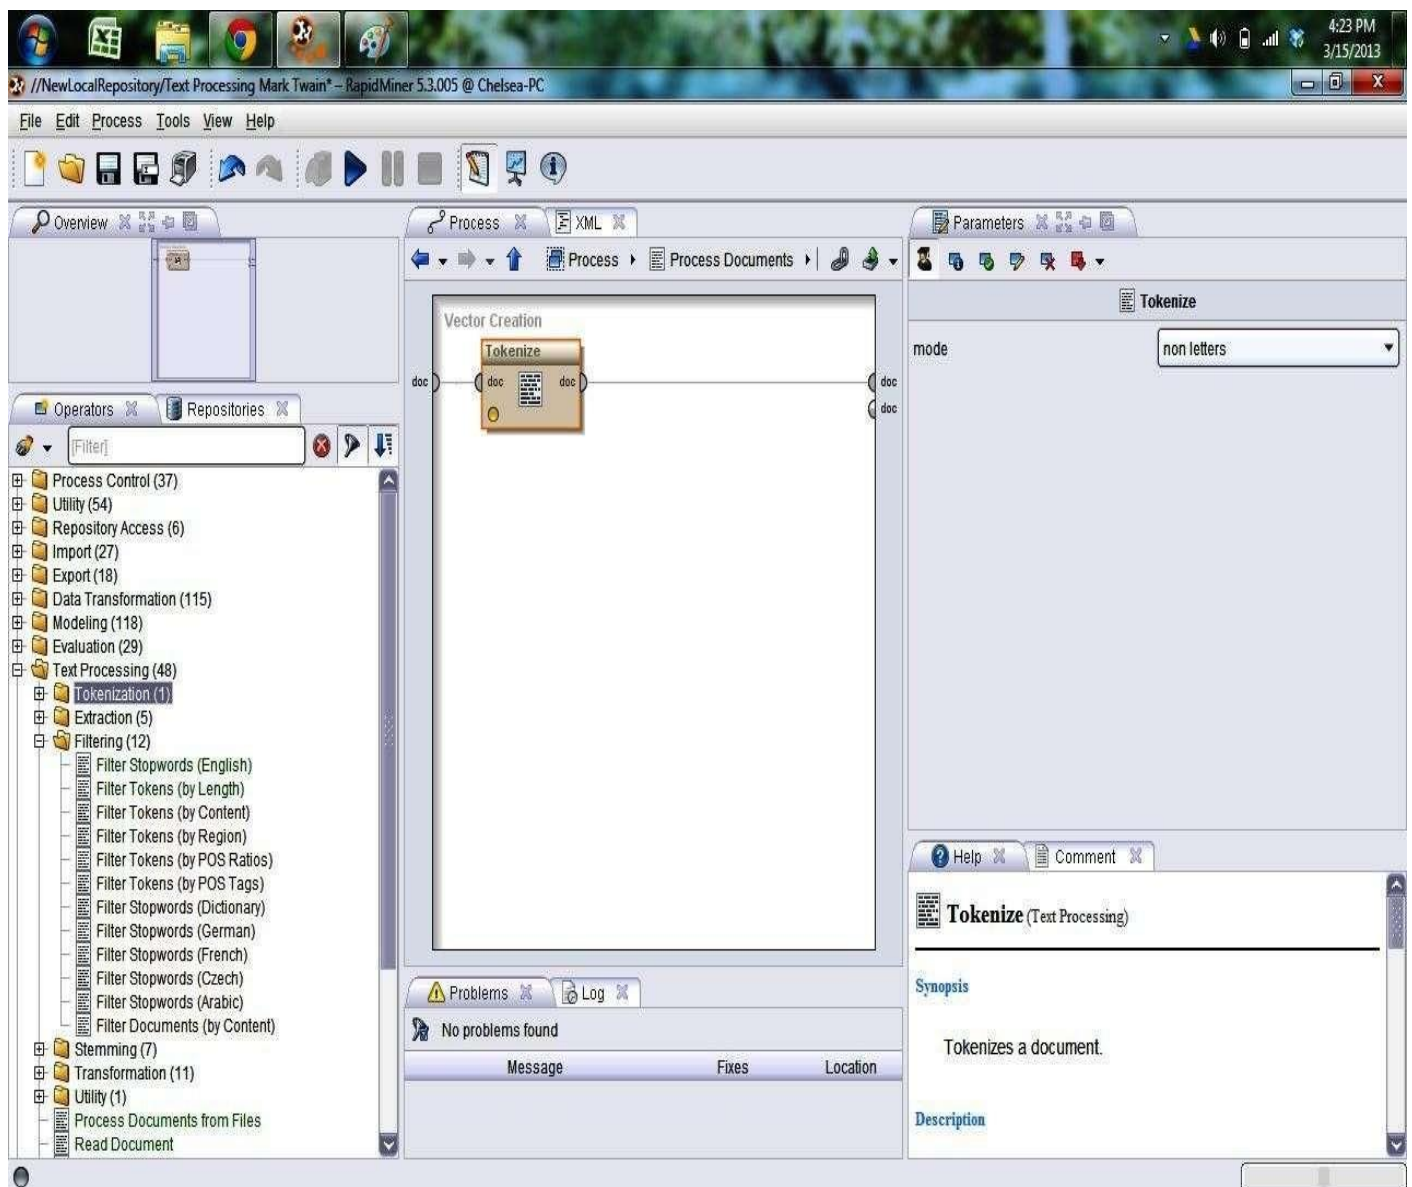 4:23 PM
3/15/2013
//NewLocalRepository/Text Processing Mark Twain* – RapidMiner 5.3.005 @ Chelsea-PC
File Edit Process Tools View Help
Overview
Process XML
Parameters
Process Process Documents
Tokenize
mode non letters
Vector Creation
Tokenize
doc doc doc doc
doc
Operators Repositories
[Filter]
Process Control (37)
Utility (54)
Repository Access (6)
Import (27)
Export (18)
Data Transformation (115)
Modeling (118)
Evaluation (29)
Text Processing (48)
Tokenization (1)
Extraction (5)
Filtering (12)
Filter Stopwords (English)
Filter Tokens (by Length)
Filter Tokens (by Content)
Filter Tokens (by Region)
Filter Tokens (by POS Ratios)
Filter Tokens (by POS Tags)
Filter Stopwords (Dictionary)
Filter Stopwords (German)
Filter Stopwords (French)
Filter Stopwords (Czech)
Filter Stopwords (Arabic)
Filter Documents (by Content)
Stemming (7)
Transformation (11)
Utility (1)
Process Documents from Files
Read Document
Problems Log
No problems found
Message Fixes Location
Help Comment
Tokenize (Text Processing)
Synopsis
Tokenizes a document.
Description